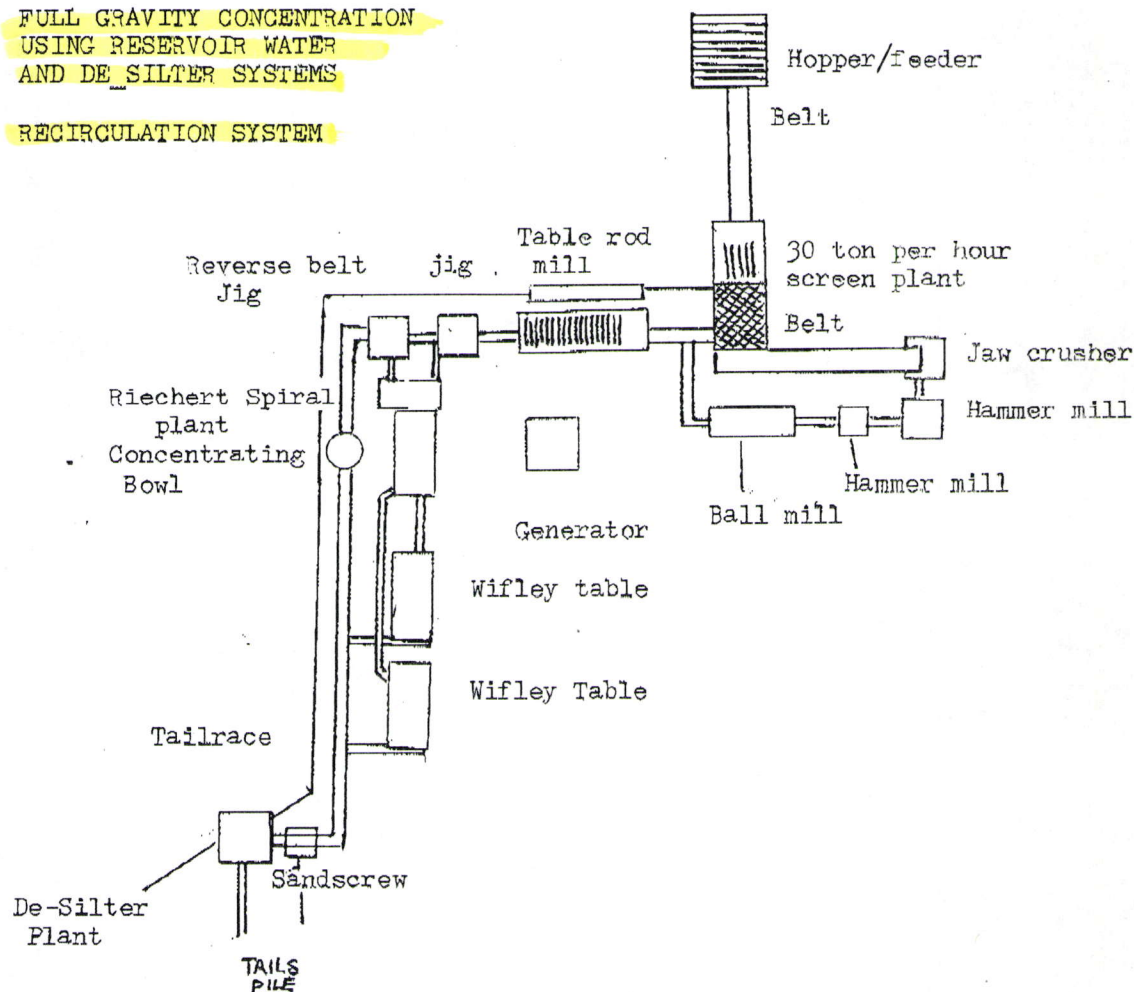 FULL GRAVITY CONCENTRATION
USING RESERVOIR WATER
AND DE SILTER SYSTEMS
RECIRCULATION SYSTEM
Hopper/feeder
Belt
Table rod
mill
30 ton per hour
screen plant
Reverse belt
Jig
jig
Belt
Jaw crusher
Riechert Spiral
plant
Concentrating
Bowl
Hammer mill
Hammer mill
Ball mill
Generator
Wifley table
Wifley Table
Tailrace
Sandscrew
De-Silter
Plant
TAILS
PILE